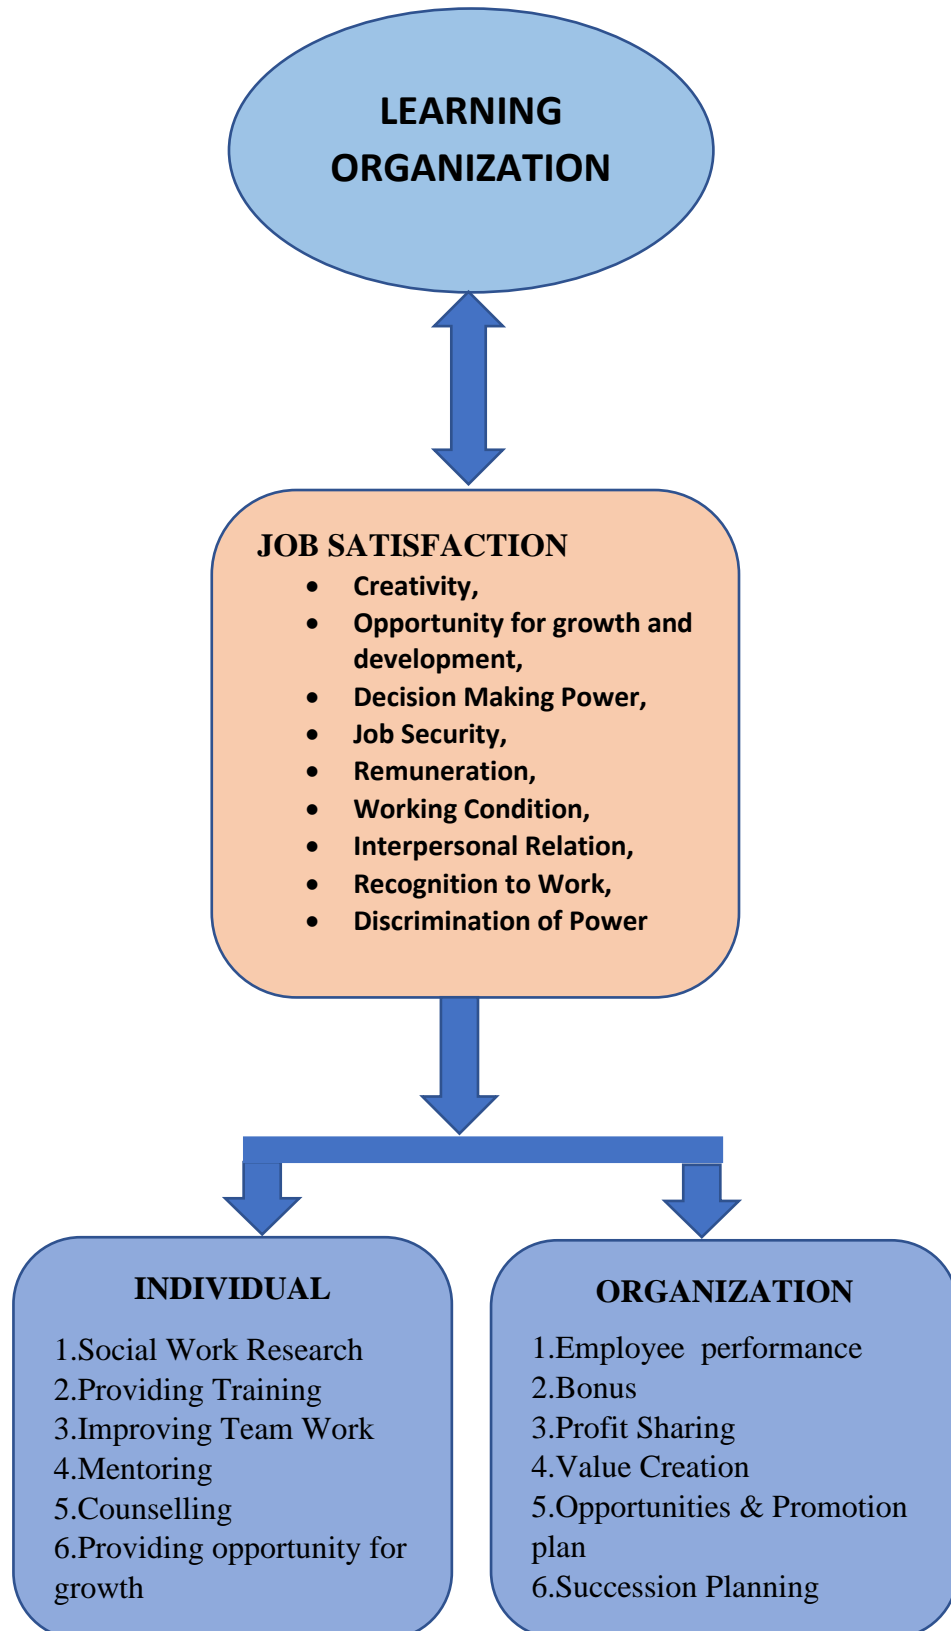 LEARNING
ORGANIZATION
JOB SATISFACTION
• Creativity,
• Opportunity for growth and
development,
• Decision Making Power,
• Job Security,
• Remuneration,
• Working Condition,
• Interpersonal Relation,
• Recognition to Work,
• Discrimination of Power
INDIVIDUAL
1.Social Work Research
2.Providing Training
3.Improving Team Work
4.Mentoring
5.Counselling
6.Providing opportunity for
growth
ORGANIZATION
1.Employee  performance
2.Bonus
3.Profit Sharing
4.Value Creation
5.Opportunities & Promotion
plan
6.Succession Planning